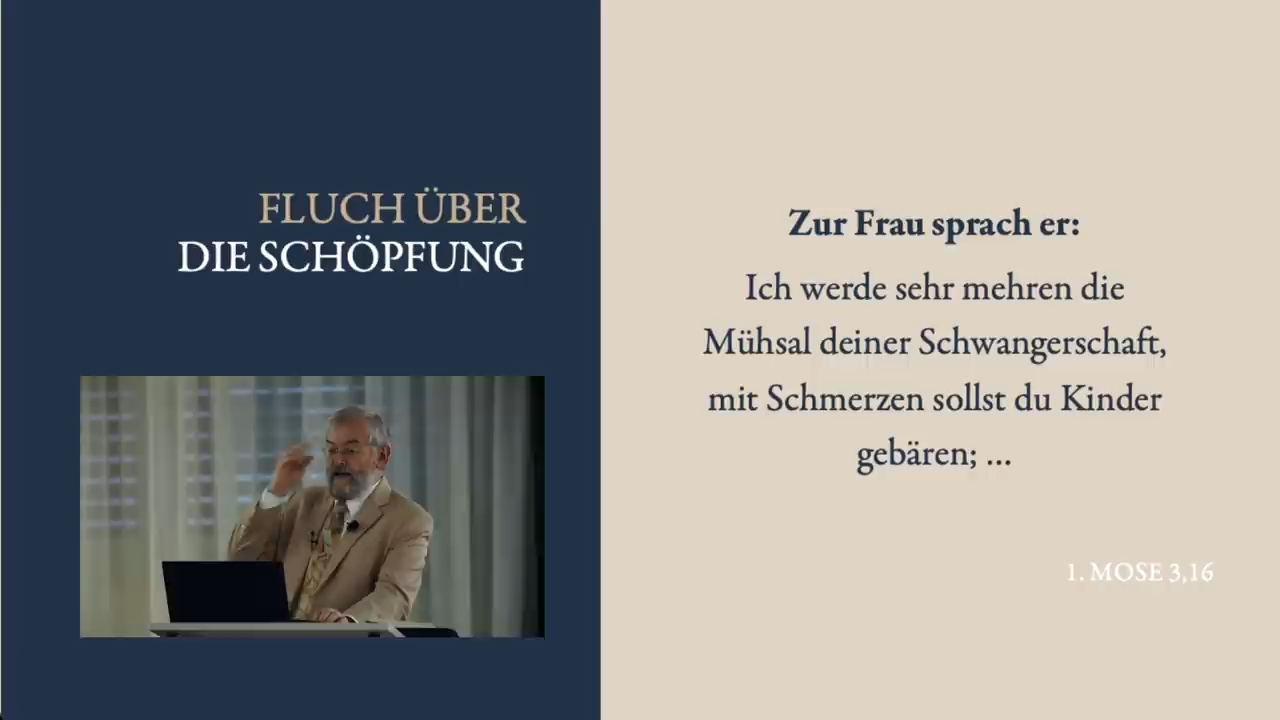 FLUCH ÜBER
DIE SCHÖPFUNG
Zur Frau sprach er:
Ich werde sehr mehren die
Mühsal deiner Schwangerschaft,
mit Schmerzen sollst du Kinder
gebären; ...
1. MOSE 3,16